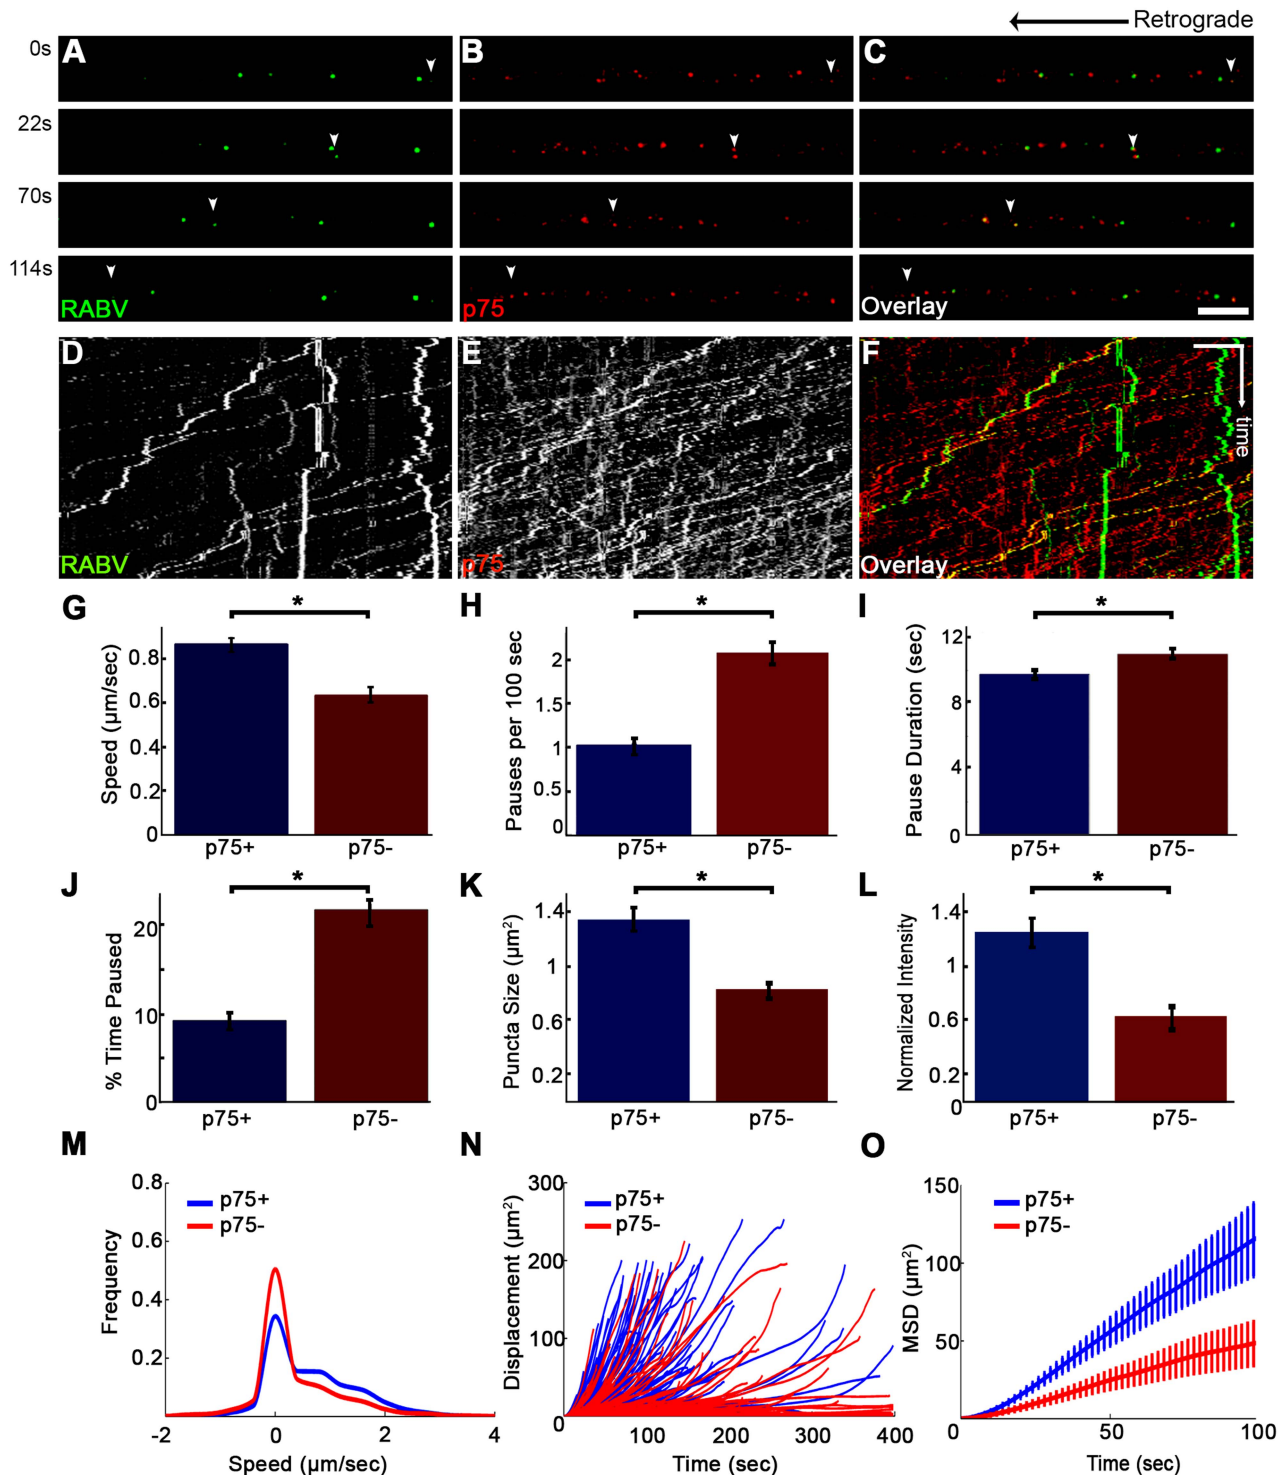 Retrograde
0s
A
B
C
22s
70s
114s
RABV
p75
Overlay
D
E
F
time
RABV
p75
Overlay
G
*
Speed (µm/sec)
0.8
0.6
0.4
0.2
0
p75+
p75-
H
*
Pauses per 100 sec
2
1.5
1
0.5
0
p75+
p75-
I
*
Pause Duration (sec)
12
8
4
0
p75+
p75-
J
*
% Time Paused
20
10
0
p75+
p75-
K
*
Puncta Size (µm²)
1.4
1
0.6
0.2
p75+
p75-
L
*
Normalized Intensity
1.4
1
0.6
0.2
0
p75+
p75-
M
Frequency
0.8
0.6
0.4
0.2
p75+
p75-
-2
0
2
4
Speed (µm/sec)
N
Displacement (µm²)
300
200
100
0
p75+
p75-
100
200
300
400
Time (sec)
O
MSD (µm²)
150
100
50
0
p75+
p75-
50
100
Time (sec)